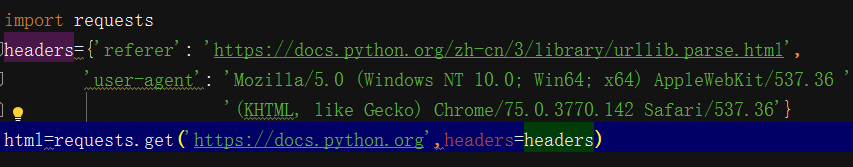 import requests
headers={'referer': 'https://docs.python.org/zh-cn/3/library/urllib.parse.html',
'user-agent': 'Mozilla/5.0 (Windows NT 10.0; Win64; x64) AppleWebKit/537.36 '
'(KHTML, like Gecko) Chrome/75.0.3770.142 Safari/537.36'}
html=requests.get('https://docs.python.org',headers=headers)